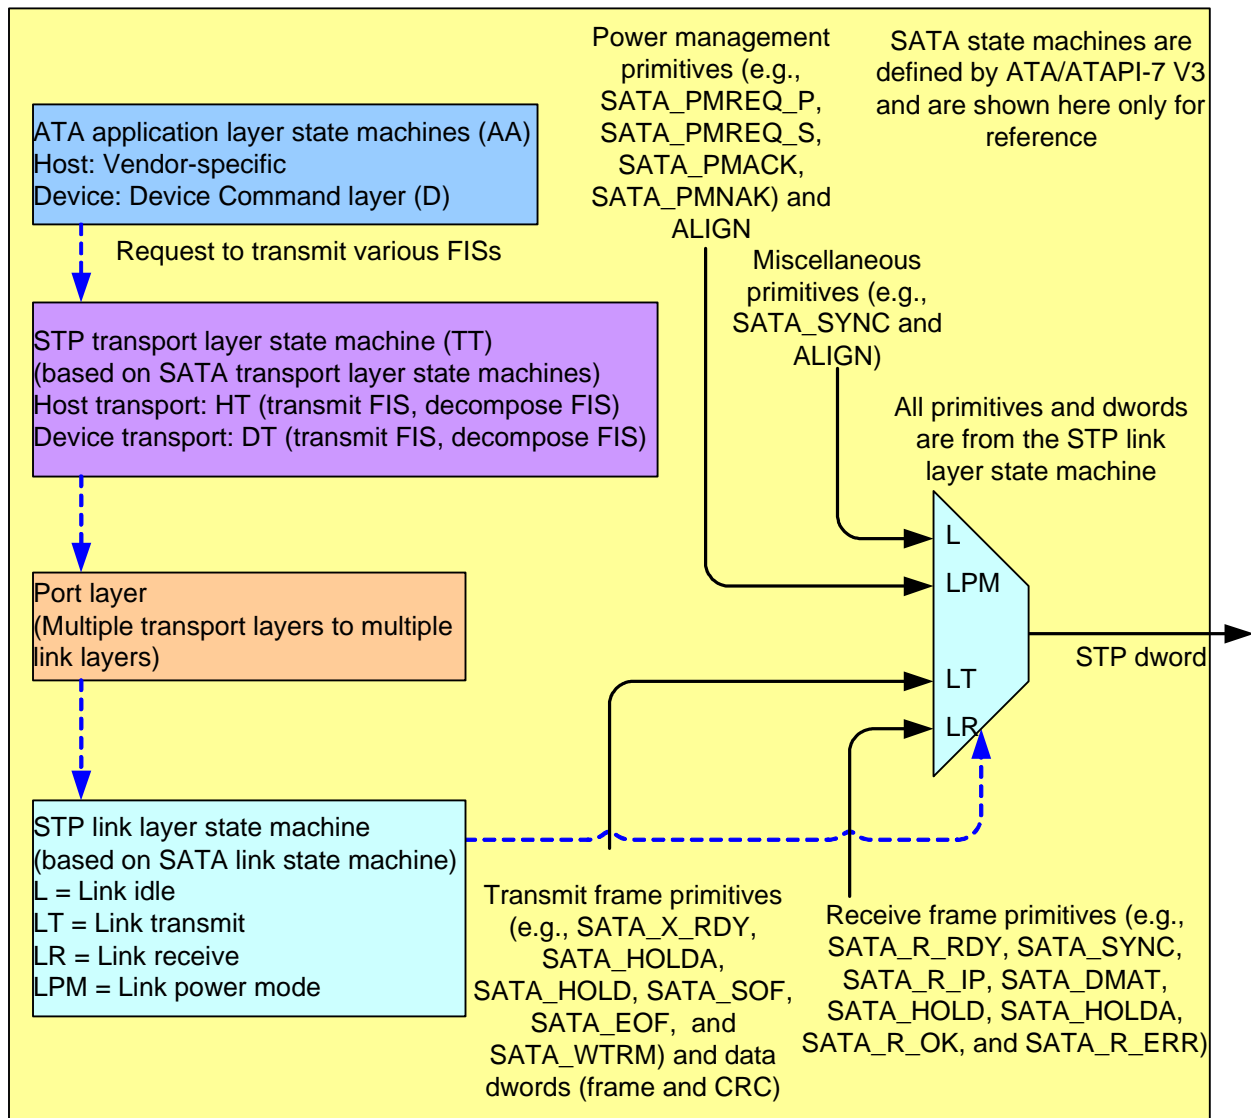 Power management
primitives (e.g.,
SATA_PMREQ_P,
SATA_PMREQ_S,
SATA_PMACK,
SATA_PMNAK) and
ALIGN
SATA state machines are
defined by ATA/ATAPI-7 V3
and are shown here only for
reference
ATA application layer state machines (AA)
Host: Vendor-specific
Device: Device Command layer (D)
Request to transmit various FISs
Miscellaneous
primitives (e.g.,
SATA_SYNC and
ALIGN)
STP transport layer state machine (TT)
(based on SATA transport layer state machines)
Host transport: HT (transmit FIS, decompose FIS)
Device transport: DT (transmit FIS, decompose FIS)
All primitives and dwords
are from the STP link
layer state machine
L
LPM
LT
LR
STP dword
Port layer
(Multiple transport layers to multiple
link layers)
STP link layer state machine
(based on SATA link state machine)
L = Link idle
LT = Link transmit
LR = Link receive
LPM = Link power mode
Transmit frame primitives
(e.g., SATA_X_RDY,
SATA_HOLDA,
SATA_HOLD, SATA_SOF,
SATA_EOF, and
SATA_WTRM) and data
dwords (frame and CRC)
Receive frame primitives (e.g.,
SATA_R_RDY, SATA_SYNC,
SATA_R_IP, SATA_DMAT,
SATA_HOLD, SATA_HOLDA,
SATA_R_OK, and SATA_R_ERR)